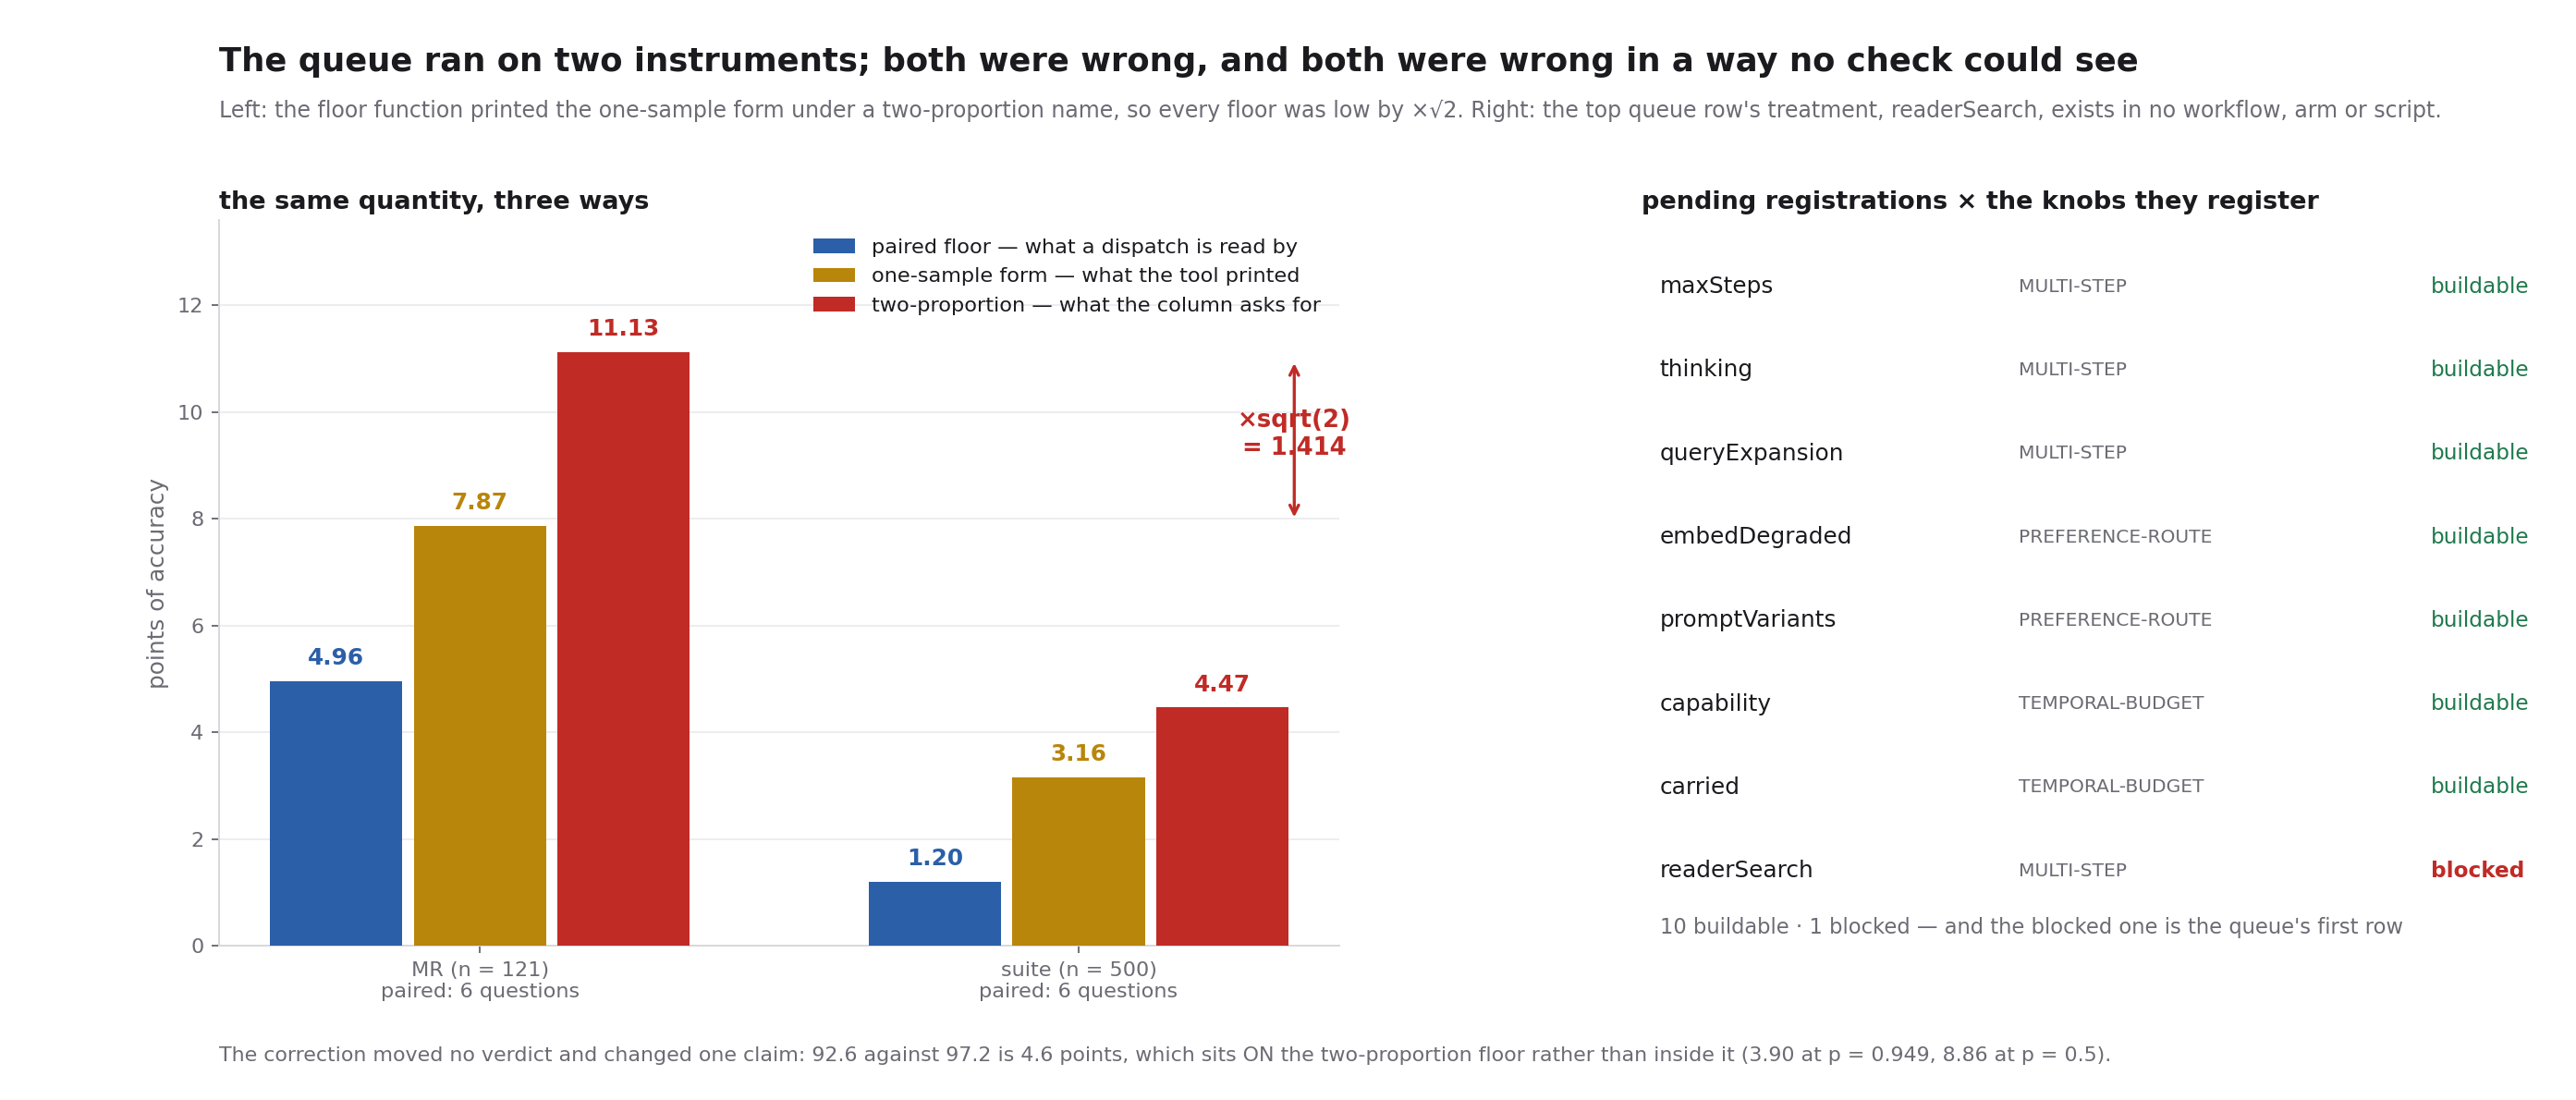 The queue ran on two instruments; both were wrong, and both were wrong in a way no check could see
Left: the floor function printed the one-sample form under a two-proportion name, so every floor was low by ×√2. Right: the top queue row's treatment, readerSearch, exists in no workflow, arm or script.
the same quantity, three ways
paired floor — what a dispatch is read by
one-sample form — what the tool printed
two-proportion — what the column asks for
points of accuracy
12
10
8
6
4
2
0
4.96
7.87
11.13
1.20
3.16
4.47
×sqrt(2)
= 1.414
MR (n = 121)
paired: 6 questions
suite (n = 500)
paired: 6 questions
pending registrations × the knobs they register
maxSteps MULTI-STEP buildable
thinking MULTI-STEP buildable
queryExpansion MULTI-STEP buildable
embedDegraded PREFERENCE-ROUTE buildable
promptVariants PREFERENCE-ROUTE buildable
capability TEMPORAL-BUDGET buildable
carried TEMPORAL-BUDGET buildable
readerSearch MULTI-STEP blocked
10 buildable · 1 blocked — and the blocked one is the queue's first row
The correction moved no verdict and changed one claim: 92.6 against 97.2 is 4.6 points, which sits ON the two-proportion floor rather than inside it (3.90 at p = 0.949, 8.86 at p = 0.5).